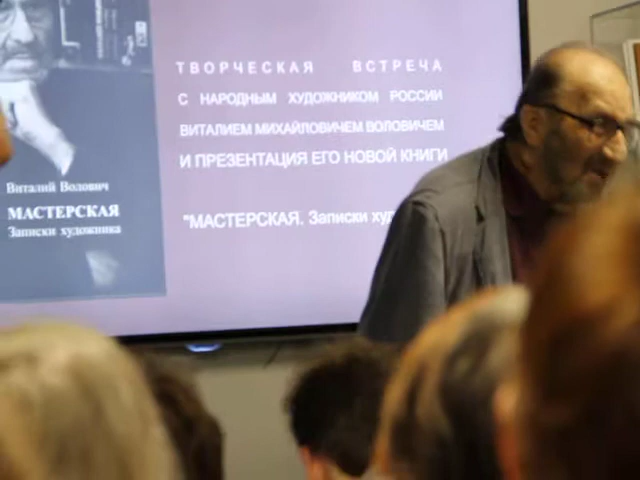 ТВОРЧЕСКАЯ ВСТРЕЧА
С НАРОДНЫМ ХУДОЖНИКОМ РОССИИ
ВИТАЛИЕМ МИХАЙЛОВИЧЕМ ВОЛОВИЧЕМ
И ПРЕЗЕНТАЦИЯ ЕГО НОВОЙ КНИГИ
"МАСТЕРСКАЯ. Записки ху
Виталий Волович
МАСТЕРСКАЯ
Записки художника